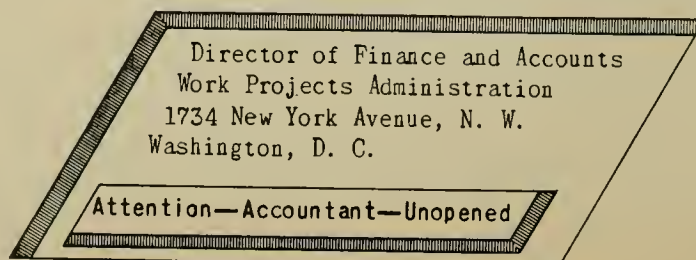 Director of Finance and Accounts
Work Projects Administration
1734 New York Avenue, N. W.
Washington, D. C.
Attention—Accountant—Unopened